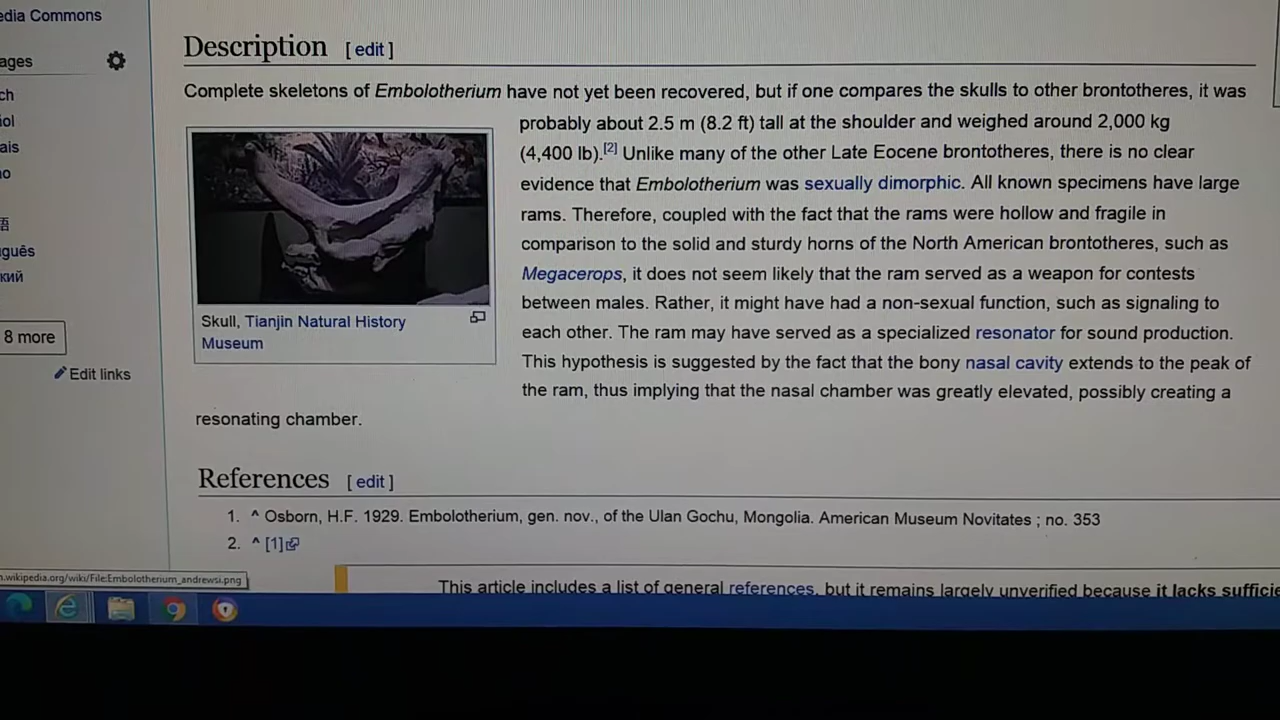 edia Commons
ages
ch
ñol
ais
no
語
uguês
кий
8 more
Edit links
Description [ edit ]
Complete skeletons of Embolotherium have not yet been recovered, but if one compares the skulls to other brontotheres, it was
probably about 2.5 m (8.2 ft) tall at the shoulder and weighed around 2,000 kg
(4,400 lb).[2] Unlike many of the other Late Eocene brontotheres, there is no clear
evidence that Embolotherium was sexually dimorphic. All known specimens have large
rams. Therefore, coupled with the fact that the rams were hollow and fragile in
comparison to the solid and sturdy horns of the North American brontotheres, such as
Megacerops, it does not seem likely that the ram served as a weapon for contests
between males. Rather, it might have had a non-sexual function, such as signaling to
each other. The ram may have served as a specialized resonator for sound production.
This hypothesis is suggested by the fact that the bony nasal cavity extends to the peak of
the ram, thus implying that the nasal chamber was greatly elevated, possibly creating a
resonating chamber.
Skull, Tianjin Natural History
Museum
References [ edit ]
1. ^ Osborn, H.F. 1929. Embolotherium, gen. nov., of the Ulan Gochu, Mongolia. American Museum Novitates ; no. 353
2. ^ [1]
This article includes a list of general references, but it remains largely unverified because it lacks sufficie
n.wikipedia.org/wiki/File:Embolotherium_andrewsi.png